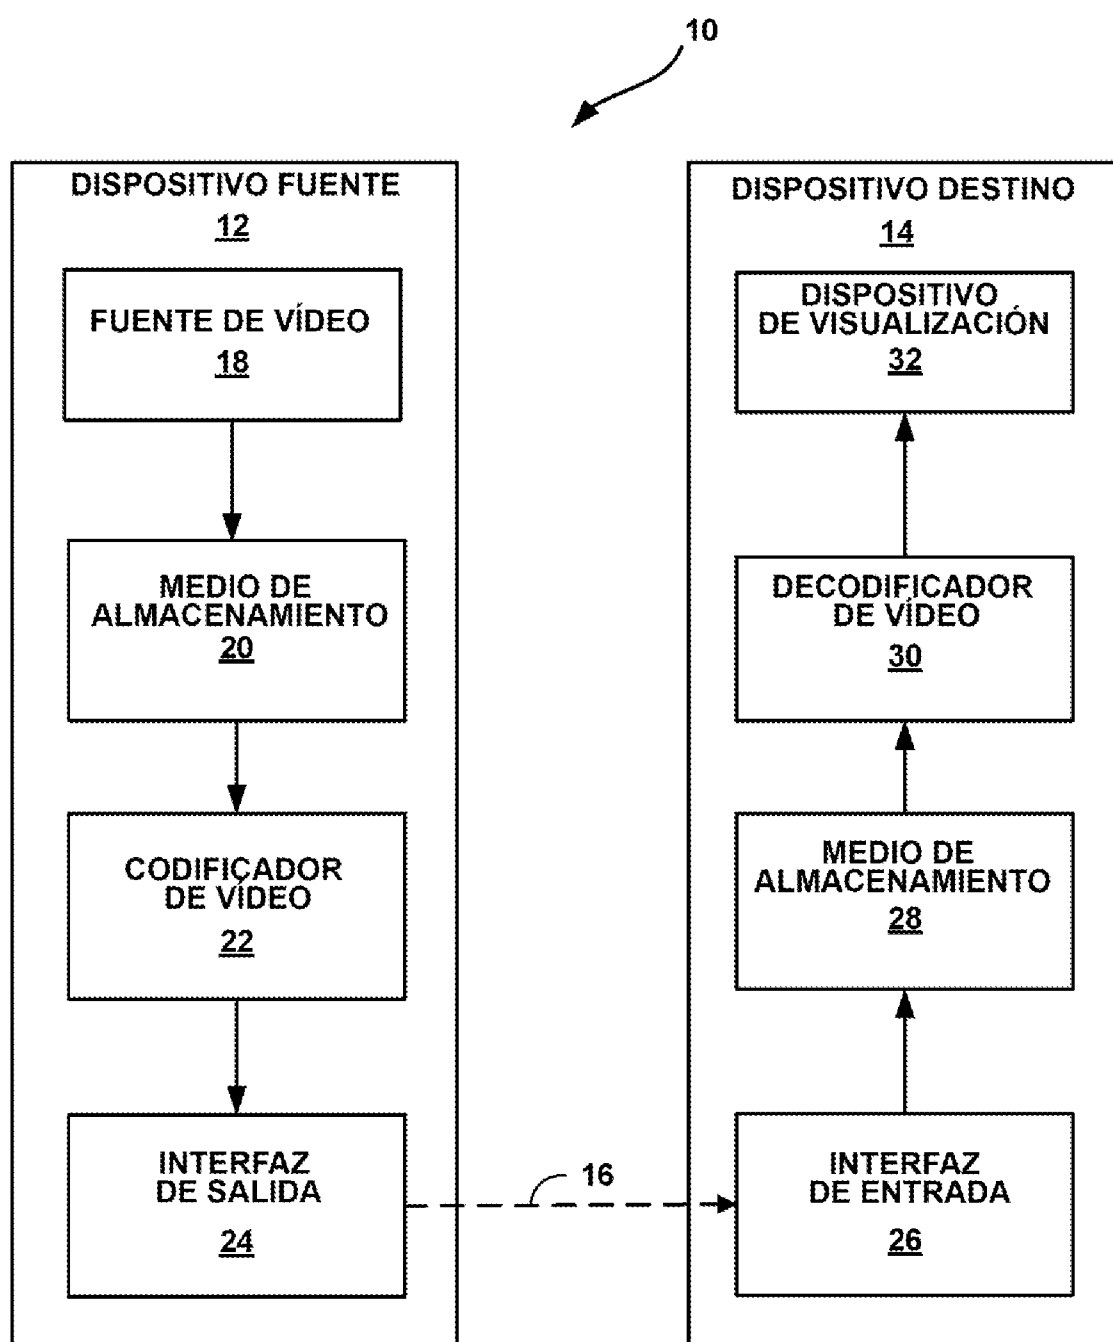 10
DISPOSITIVO FUENTE
12
FUENTE DE VÍDEO
18
MEDIO DE
ALMACENAMIENTO
20
CODIFICADOR
DE VÍDEO
22
INTERFAZ
DE SALIDA
24
16
DISPOSITIVO DESTINO
14
DISPOSITIVO
DE VISUALIZACIÓN
32
DECODIFICADOR
DE VÍDEO
30
MEDIO DE
ALMACENAMIENTO
28
INTERFAZ
DE ENTRADA
26